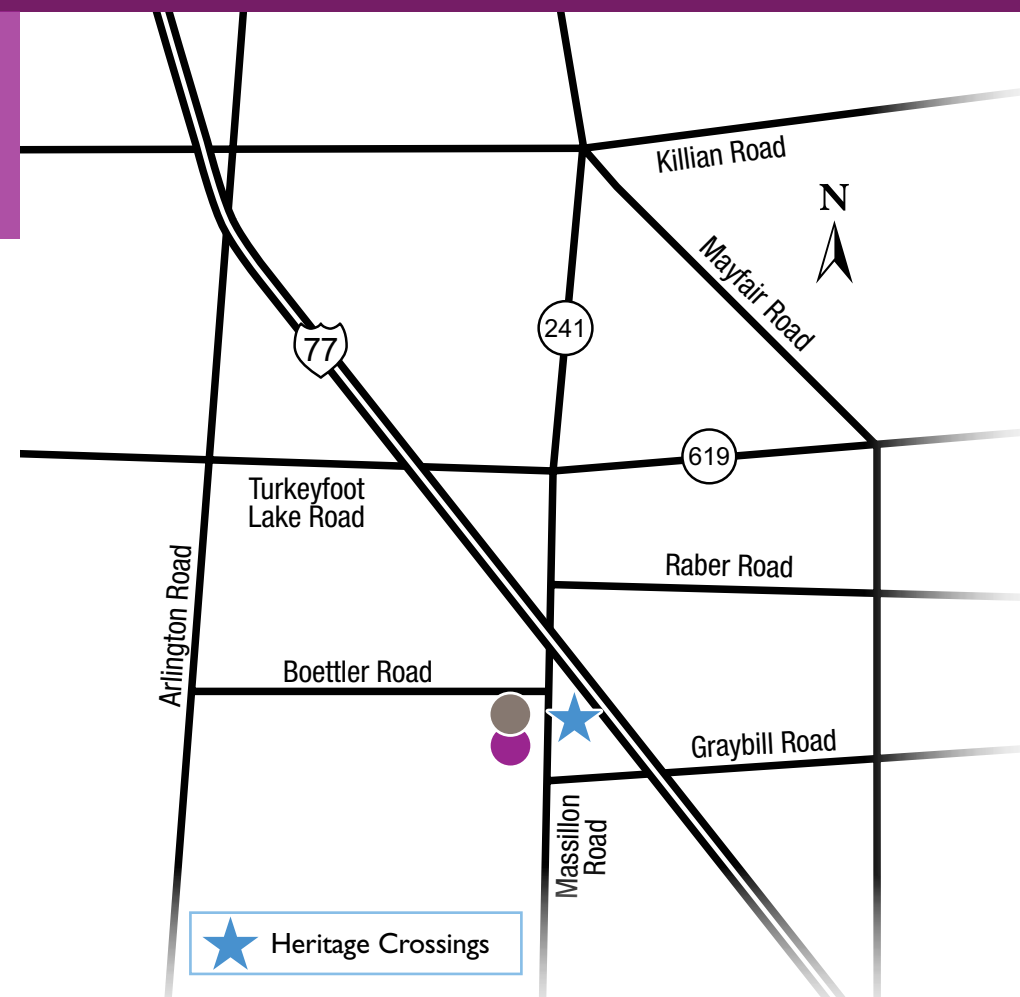 Killian Road
N
Mayfair Road
241
77
619
Turkeyfoot
Lake Road
Raber Road
Arlington Road
Boettler Road
Graybill Road
Massillon
Road
Heritage Crossings